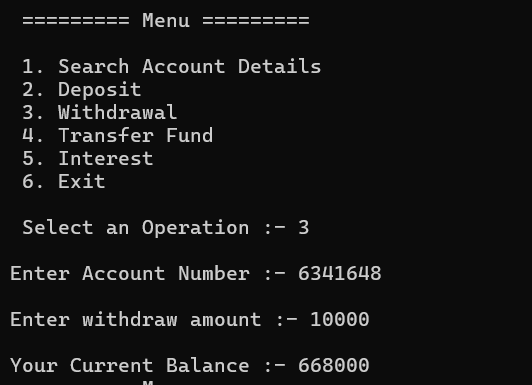 ========= Menu =========
1. Search Account Details
2. Deposit
3. Withdrawal
4. Transfer Fund
5. Interest
6. Exit
Select an Operation :- 3
Enter Account Number :- 6341648
Enter withdraw amount :- 10000
Your Current Balance :- 668000